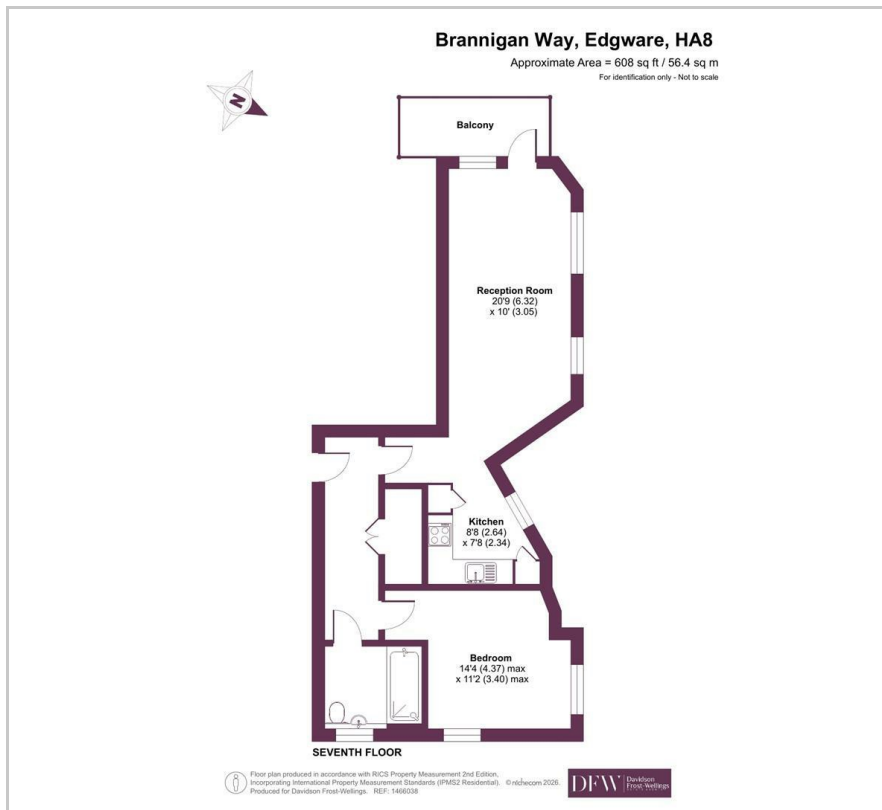 Brannigan Way, Edgware, HA8
Approximate Area = 608 sq ft / 56.4 sq m
For identification only - Not to scale
N
Balcony
Reception Room
20'9 (6.32)
x 10' (3.05)
Kitchen
8'8 (2.64)
x 7'8 (2.34)
Bedroom
14'4 (4.37) max
x 11'2 (3.40) max
SEVENTH FLOOR
Floor plan produced in accordance with RICS Property Measurement 2nd Edition,
Incorporating International Property Measurement Standards (IPMS2 Residential). © nichecom 2026.
Produced for Davidson Frost-Wellings. REF: 1466038
DFW
Davidson
Frost-Wellings